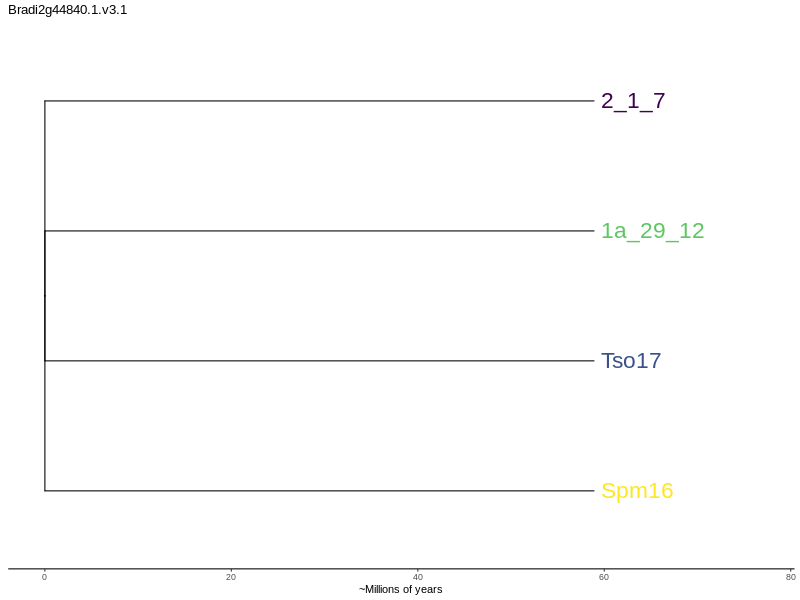 Bradi2g44840.1.v3.1
2_1_7
1a_29_12
Tso17
Spm16
0 20 40 60 80
~Millions of years